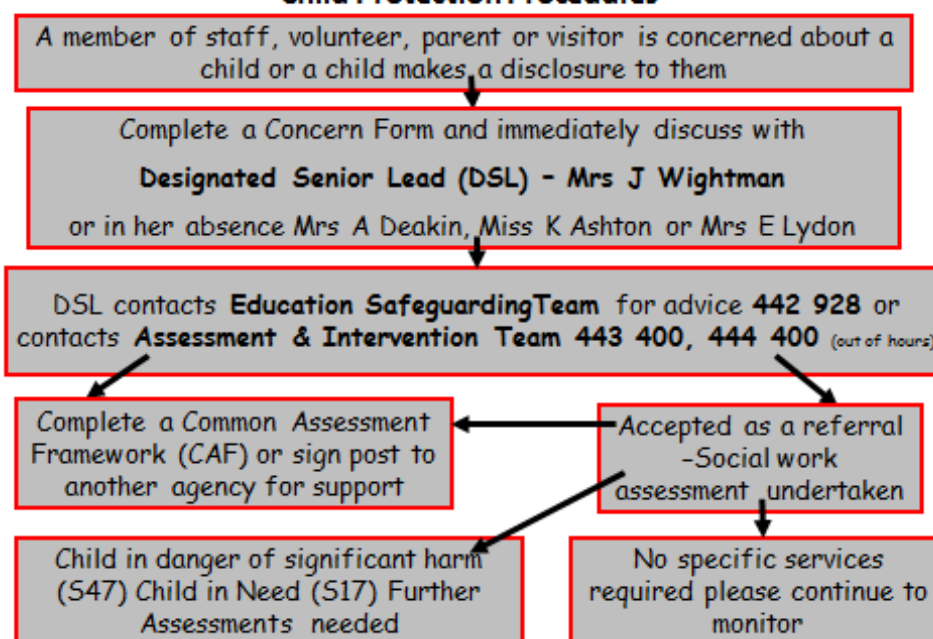 Child Protection Procedures
A member of staff, volunteer, parent or visitor is concerned about a
child or a child makes a disclosure to them
Complete a Concern Form and immediately discuss with
Designated Senior Lead (DSL) – Mrs J Wightman
or in her absence Mrs A Deakin, Miss K Ashton or Mrs E Lydon
DSL contacts Education SafeguardingTeam for advice 442 928 or
contacts Assessment & Intervention Team 443 400, 444 400 (out of hours)
Complete a Common Assessment
Framework (CAF) or sign post to
another agency for support
Accepted as a referral
–Social work
assessment undertaken
Child in danger of significant harm
(S47) Child in Need (S17) Further
Assessments needed
No specific services
required please continue to
monitor